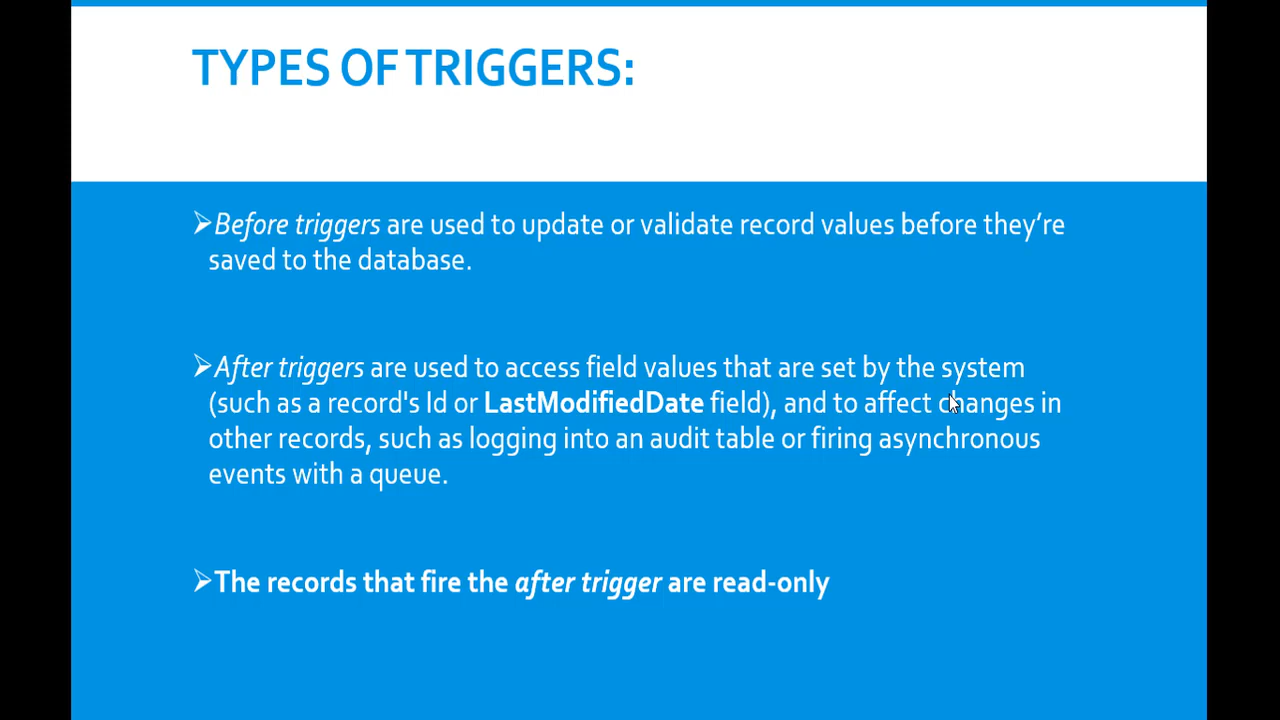 TYPES OF TRIGGERS:
➢Before triggers are used to update or validate record values before they’re
saved to the database.
➢After triggers are used to access field values that are set by the system
(such as a record's Id or LastModifiedDate field), and to affect changes in
other records, such as logging into an audit table or firing asynchronous
events with a queue.
➢The records that fire the after trigger are read-only